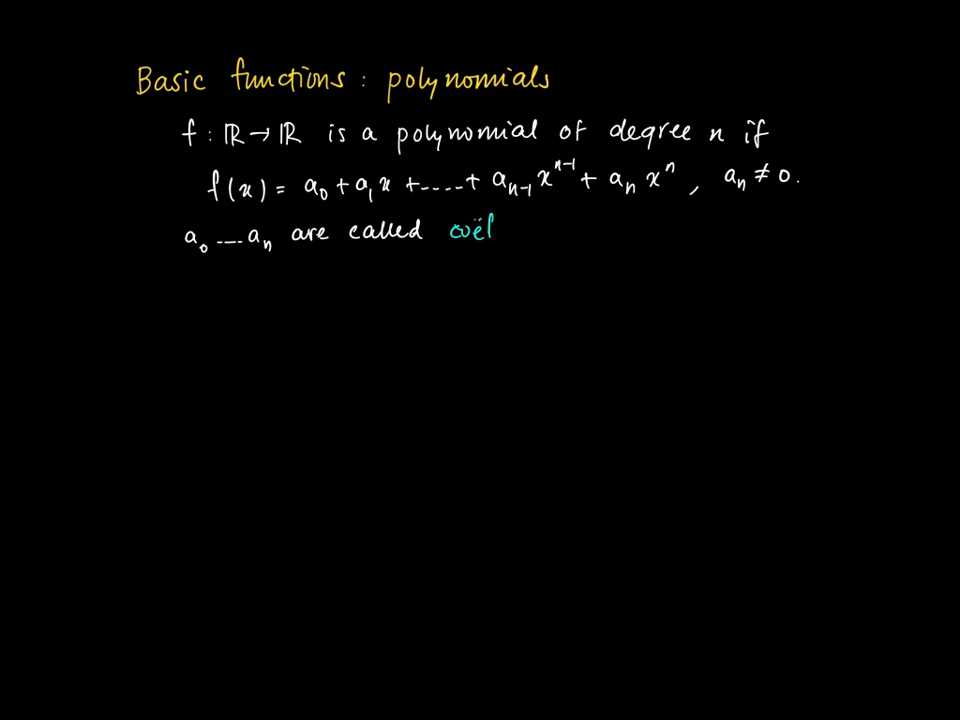 Basic functions : polynomials
f : ℝ → ℝ is a polynomial of degree n if
f(x) = a₀ + a₁x + ..... + aₙ₋₁xⁿ⁻¹ + aₙxⁿ , aₙ ≠ 0.
a₀ ... aₙ are called coëf